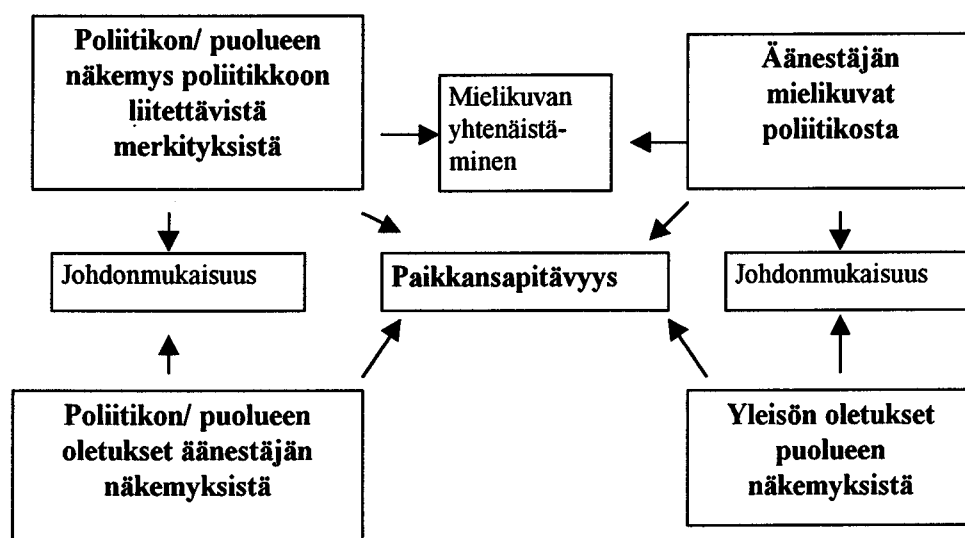 Poliitikon/ puolueen
näkemys poliitikkoon
liitettävistä
merkityksistä
Mielikuvan
yhtenäistä-
minen
Äänestäjän
mielikuvat
poliitikosta
Johdonmukaisuus
Paikkansapitävyys
Johdonmukaisuus
Poliitikon/ puolueen
oletukset äänestäjän
näkemyksistä
Yleisön oletukset
puolueen
näkemyksistä